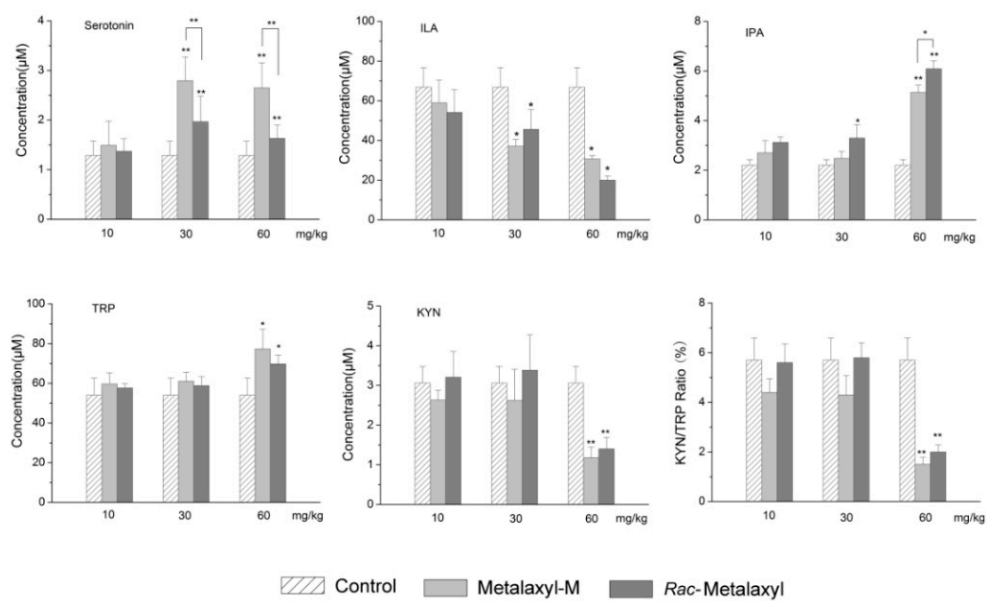 Serotonin
Concentration(μM)
4
3
2
1
0
** ** ** **
** ** ** **
10 30 60 mg/kg
ILA
Concentration(μM)
100
80
60
40
20
0
* * * *
10 30 60 mg/kg
IPA
Concentration(μM)
8
6
4
2
0
* ** * **
10 30 60 mg/kg
TRP
Concentration(μM)
100
80
60
40
20
0
* *
10 30 60 mg/kg
KYN
Concentration(μM)
5
4
3
2
1
0
** **
10 30 60 mg/kg
KYN/TRP Ratio (%)
8
6
4
2
0
** **
10 30 60 mg/kg
Control Metalaxyl-M Rac-Metalaxyl